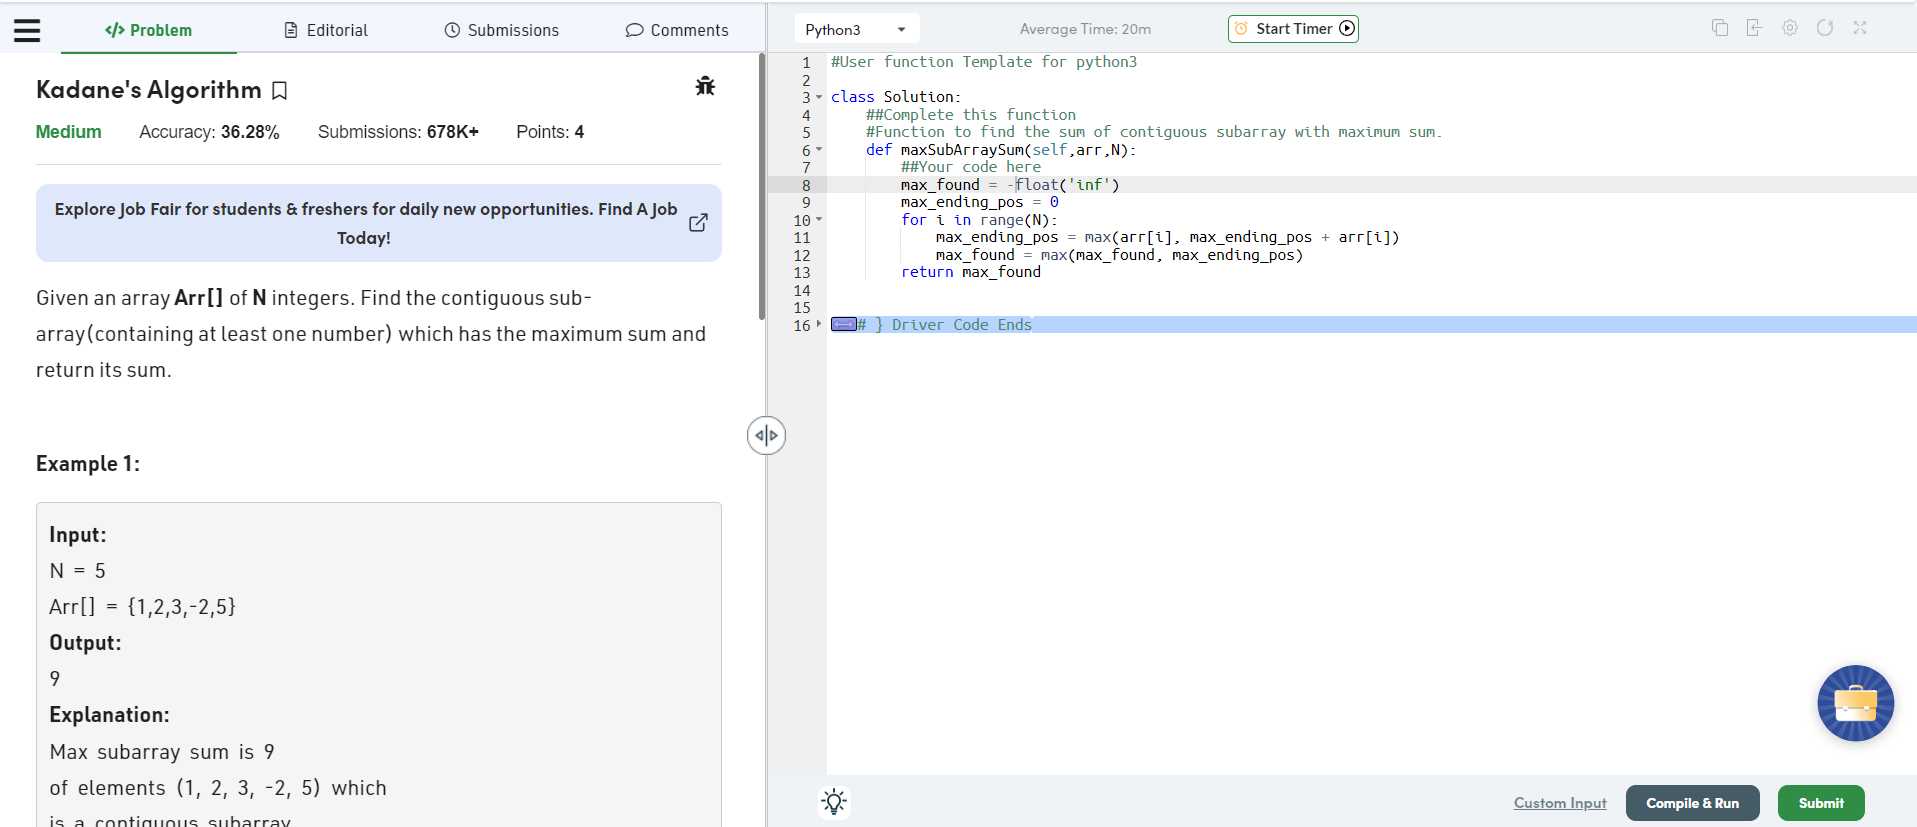 </> Problem
Editorial
Submissions
Comments
Python3
Average Time: 20m
Start Timer
Kadane's Algorithm
Medium Accuracy: 36.28% Submissions: 678K+ Points: 4
Explore Job Fair for students & freshers for daily new opportunities. Find A Job
Today!
Given an array Arr[] of N integers. Find the contiguous sub-
array(containing at least one number) which has the maximum sum and
return its sum.
Example 1:
Input:
N = 5
Arr[] = {1,2,3,-2,5}
Output:
9
Explanation:
Max subarray sum is 9
of elements (1, 2, 3, -2, 5) which
is a contiguous subarray.
1 #User function Template for python3
2
3 class Solution:
4     ##Complete this function
5     #Function to find the sum of contiguous subarray with maximum sum.
6     def maxSubArraySum(self,arr,N):
7         ##Your code here
8         max_found = -float('inf')
9         max_ending_pos = 0
10         for i in range(N):
11             max_ending_pos = max(arr[i], max_ending_pos + arr[i])
12             max_found = max(max_found, max_ending_pos)
13         return max_found
14
15
16 # } Driver Code Ends
Custom Input
Compile & Run
Submit